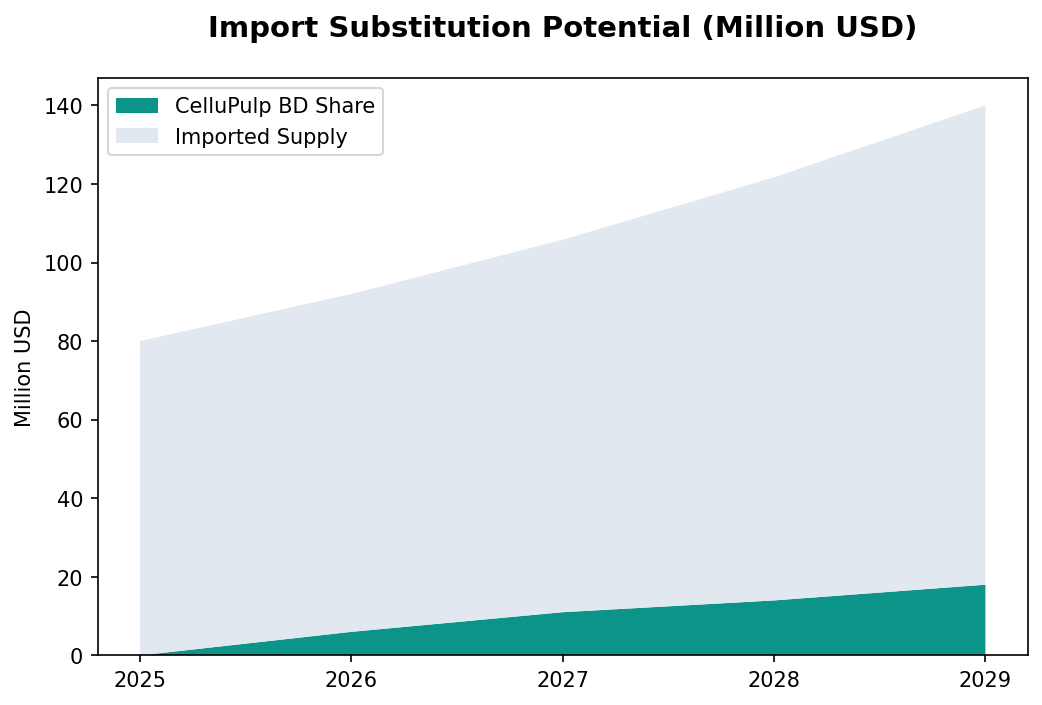 Import Substitution Potential (Million USD)
CelluPulp BD Share
Imported Supply
140
120
100
80
60
40
20
0
Million USD
2025 2026 2027 2028 2029